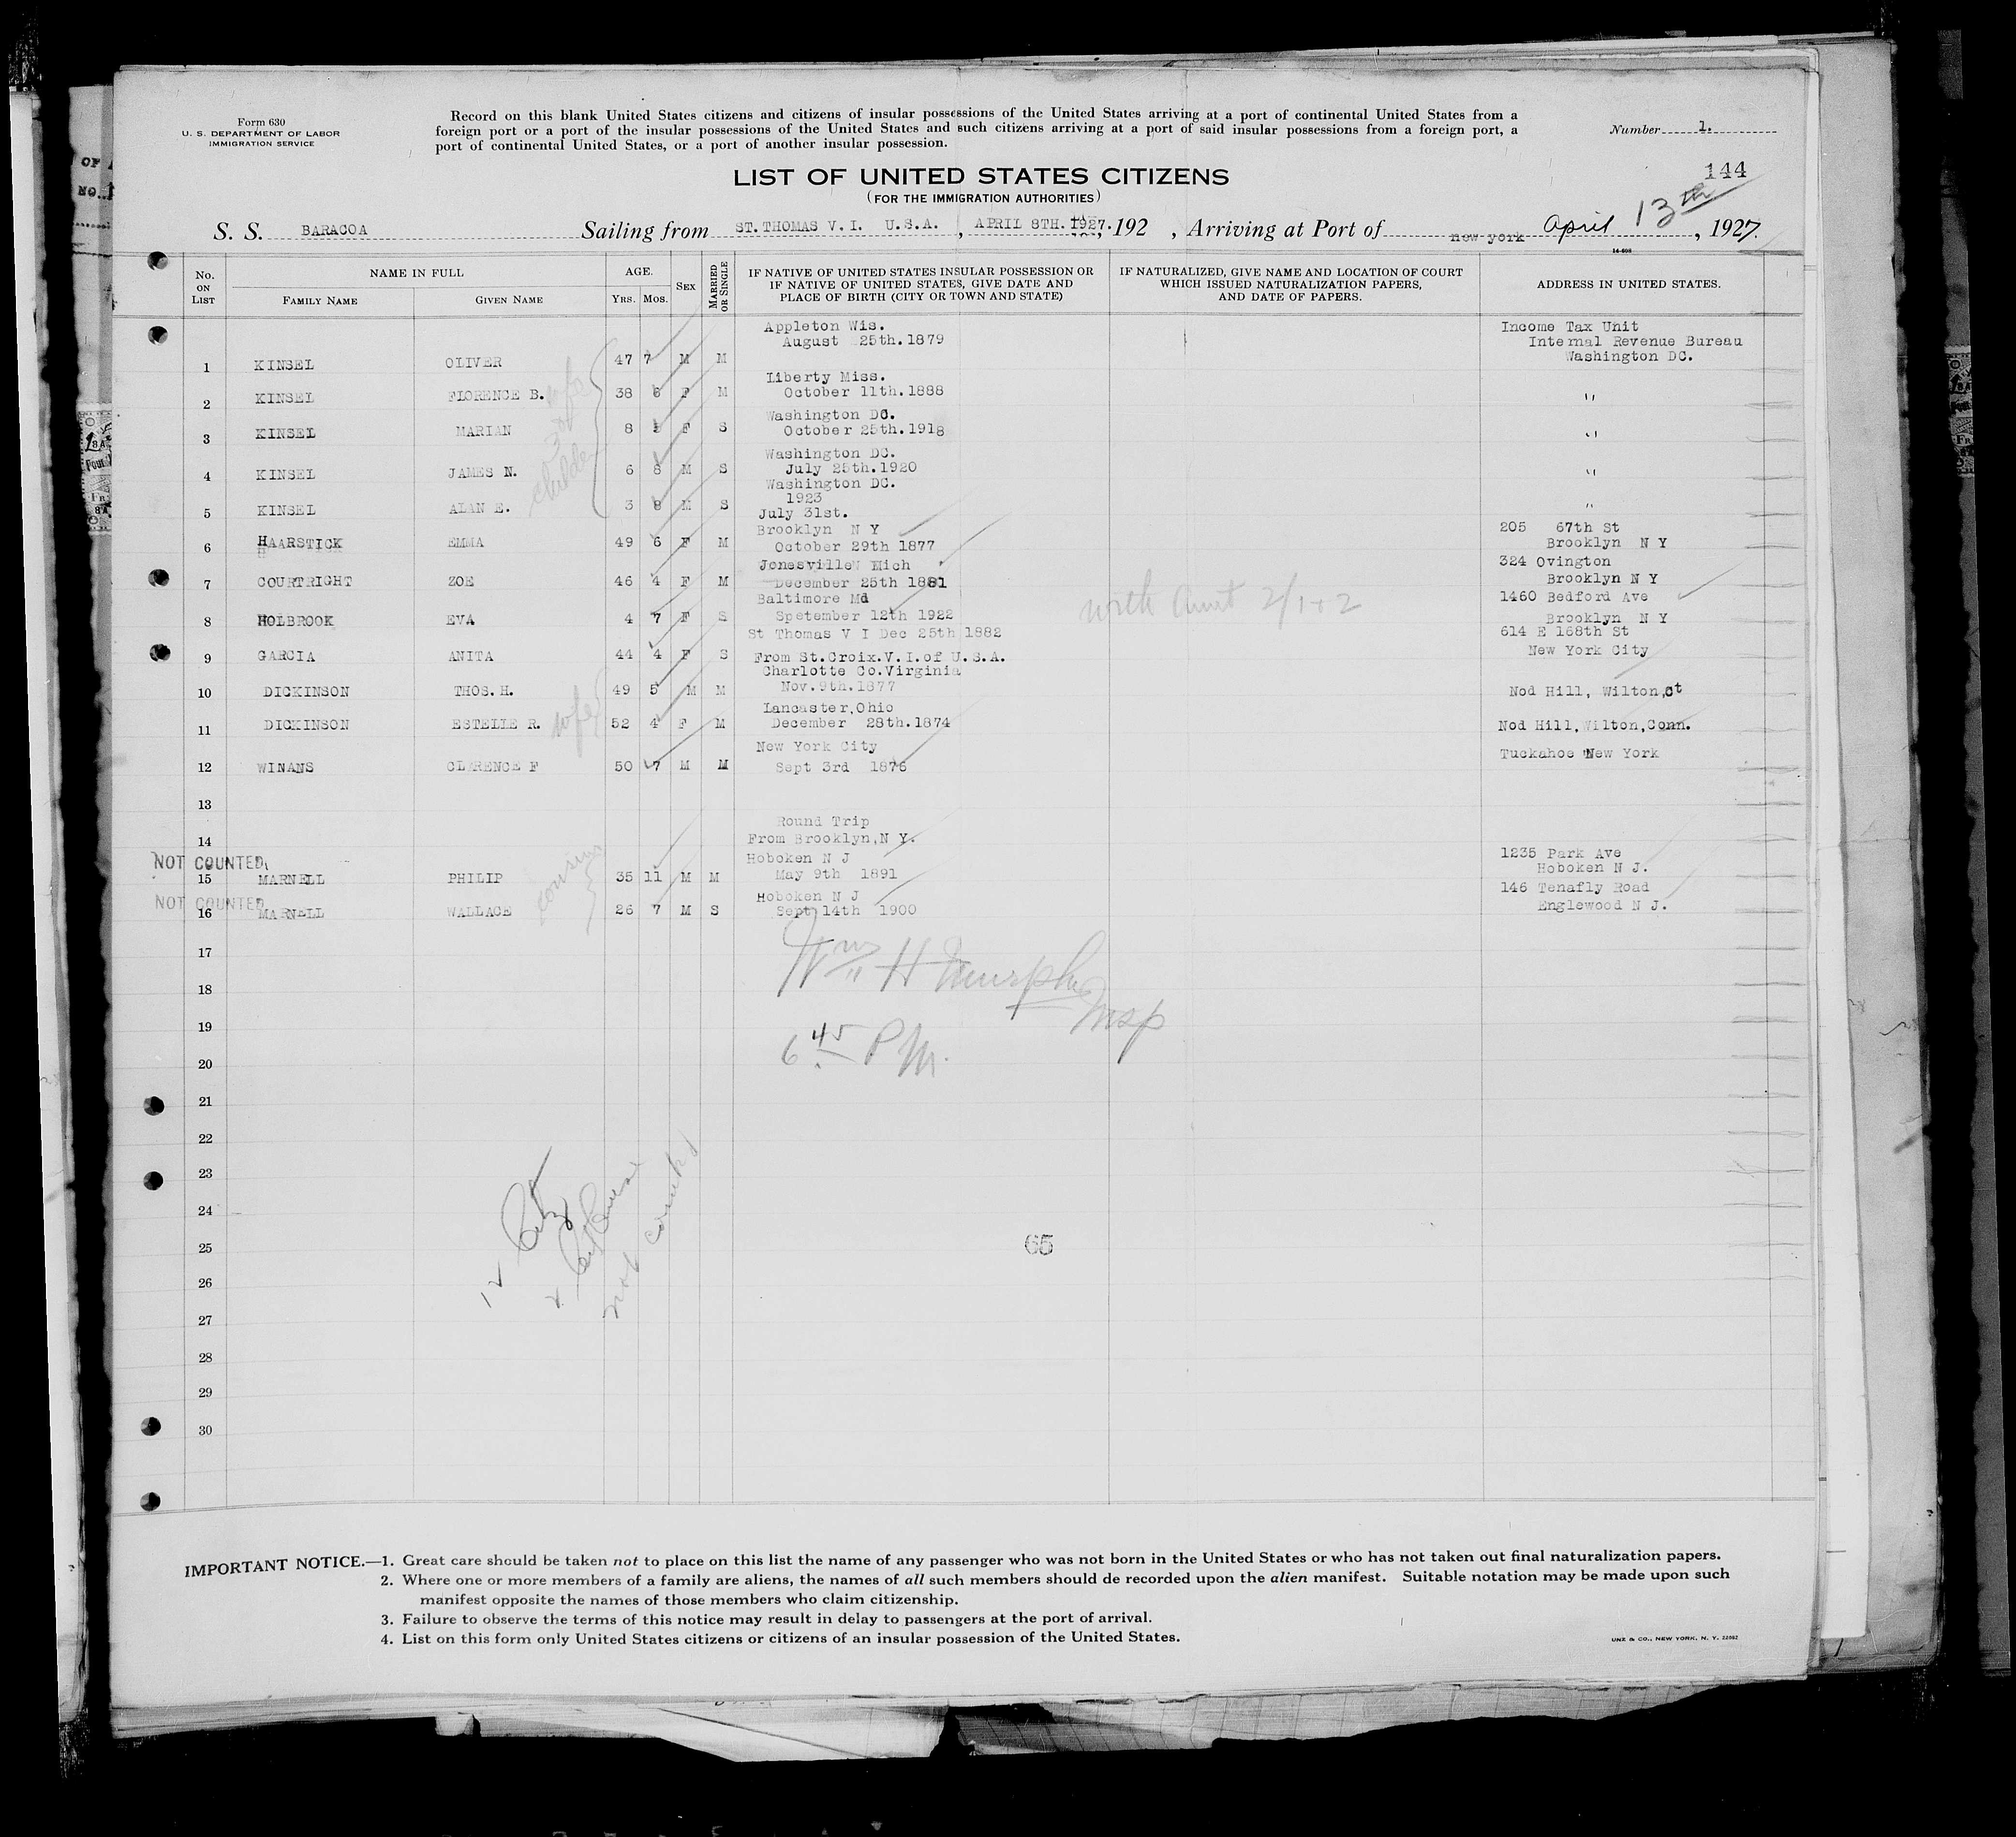 Form 630
U. S. DEPARTMENT OF LABOR
IMMIGRATION SERVICE
Record on this blank United States citizens and citizens of insular possessions of the United States arriving at a port of continental United States from a
foreign port or a port of the insular possessions of the United States and such citizens arriving at a port of said insular possessions from a foreign port, a
port of continental United States, or a port of another insular possession.
Number 1.
144
LIST OF UNITED STATES CITIZENS
(FOR THE IMMIGRATION AUTHORITIES)
S. S. BARACOA Sailing from ST. THOMAS V. I. U.S.A. , APRIL 8TH. 1927. 192 , Arriving at Port of new york April 13th , 1927.
14-608
No. ON LIST
NAME IN FULL
FAMILY NAME
GIVEN NAME
AGE.
YRS. MOS.
SEX
MARRIED OR SINGLE
IF NATIVE OF UNITED STATES INSULAR POSSESSION OR
IF NATIVE OF UNITED STATES, GIVE DATE AND
PLACE OF BIRTH (CITY OR TOWN AND STATE)
IF NATURALIZED, GIVE NAME AND LOCATION OF COURT
WHICH ISSUED NATURALIZATION PAPERS,
AND DATE OF PAPERS.
ADDRESS IN UNITED STATES.
1 KINSEL OLIVER 47 7 M M Appleton Wis. August 25th. 1879 Income Tax Unit Internal Revenue Bureau Washington DC.
2 KINSEL FLORENCE B. 38 6 F M Liberty Miss. October 11th. 1888 "
wife
3 KINSEL MARIAN 8 F S Washington DC. October 25th. 1918 "
4 KINSEL JAMES N. 6 8 M S Washington DC. July 25th. 1920 "
5 KINSEL ALAN E. 3 8 M S Washington DC. 1923 July 31st. "
6 HAARSTICK EMMA 49 6 F M Brooklyn N Y October 29th 1877 205 67th St Brooklyn N Y
7 COURTRIGHT ZOE 46 4 F M Jonesville Mich December 25th 1881 324 Ovington Brooklyn N Y
8 HOLBROOK EVA 4 7 F S Baltimore Md Spetember 12th 1922 with Aunt 2/1+2 1460 Bedford Ave Brooklyn N Y
9 GARCIA ANITA 44 4 F S St Thomas V I Dec 25th 1882 From St. Croix. V. I. of U. S. A. 614 E 168th St New York City
10 DICKINSON THOS. H. 49 5 M M Charlotte Co. Virginia Nov. 9th. 1877 Nod Hill, Wilton, Ct
11 DICKINSON ESTELLE R. wife 52 4 F M Lancaster, Ohio December 28th. 1874 Nod Hill, Wilton, Conn.
12 WINANS CLARENCE F 50 7 M M New York City Sept 3rd 1876 Tuckahoe New York
13
14 Round Trip From Brooklyn, N Y.
NOT COUNTED
15 MARNELL PHILIP 35 11 M M Hoboken N J May 9th 1891 1235 Park Ave Hoboken N J.
cousins
NOT COUNTED
16 MARNELL WALLACE 26 7 M S Hoboken N J Sept 14th 1900 146 Tenafly Road Englewood N J.
17
Wm H Murphy
18
Insp
19
6 45 P M.
20
21
22
23
24
25
65
26
27
28
29
30
not counted
IMPORTANT NOTICE.—1. Great care should be taken not to place on this list the name of any passenger who was not born in the United States or who has not taken out final naturalization papers.
2. Where one or more members of a family are aliens, the names of all such members should de recorded upon the alien manifest. Suitable notation may be made upon such
manifest opposite the names of those members who claim citizenship.
3. Failure to observe the terms of this notice may result in delay to passengers at the port of arrival.
4. List on this form only United States citizens or citizens of an insular possession of the United States.
UNZ & CO., NEW YORK, N. Y. 22082